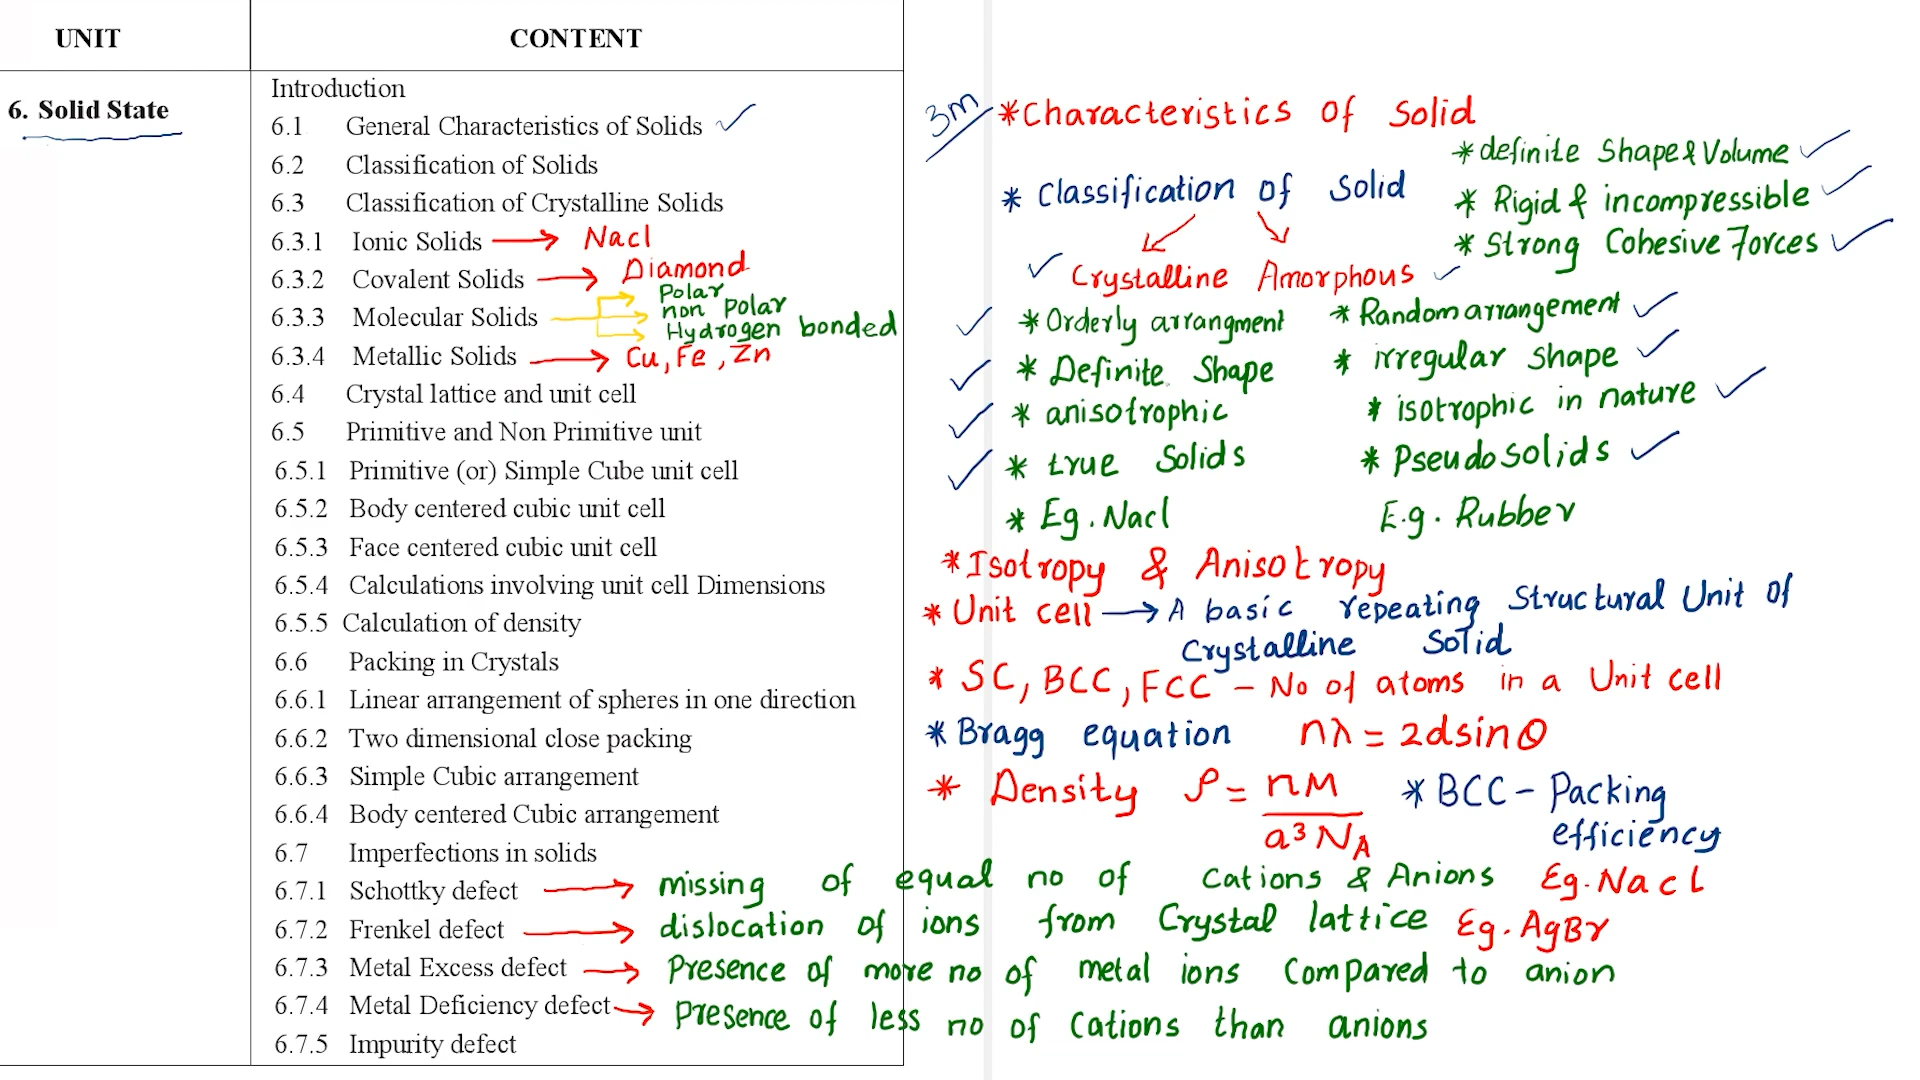 UNIT
CONTENT
6. Solid State
Introduction
6.1 General Characteristics of Solids
6.2 Classification of Solids
6.3 Classification of Crystalline Solids
6.3.1 Ionic Solids → Nacl
6.3.2 Covalent Solids → Diamond
6.3.3 Molecular Solids
Polar
non Polar
Hydrogen bonded
6.3.4 Metallic Solids → Cu, Fe, Zn
6.4 Crystal lattice and unit cell
6.5 Primitive and Non Primitive unit
6.5.1 Primitive (or) Simple Cube unit cell
6.5.2 Body centered cubic unit cell
6.5.3 Face centered cubic unit cell
6.5.4 Calculations involving unit cell Dimensions
6.5.5 Calculation of density
6.6 Packing in Crystals
6.6.1 Linear arrangement of spheres in one direction
6.6.2 Two dimensional close packing
6.6.3 Simple Cubic arrangement
6.6.4 Body centered Cubic arrangement
6.7 Imperfections in solids
6.7.1 Schottky defect → missing of equal no of Cations & Anions Eg. Nacl
6.7.2 Frenkel defect → dislocation of ions from Crystal lattice Eg. AgBr
6.7.3 Metal Excess defect → Presence of more no of metal ions Compared to anion
6.7.4 Metal Deficiency defect → Presence of less no of Cations than anions
6.7.5 Impurity defect
3m
*Characteristics of Solid
*definite Shape & Volume
* Rigid & incompressible
* Strong Cohesive Forces
* Classification of Solid
Crystalline Amorphous
*Orderly arrangment
* Definite Shape
* anisotrophic
* true Solids
* Eg. Nacl
*Random arrangement
* irregular shape
* isotrophic in nature
* Pseudo solids
E.g. Rubber
*Isotropy & Anisotropy
* Unit cell → A basic repeating Structural Unit of
Crystalline Solid
* SC, BCC, FCC - No of atoms in a Unit cell
*Bragg equation nλ = 2dsinθ
* Density ρ = nM / a³ N_A
*BCC - Packing
efficiency